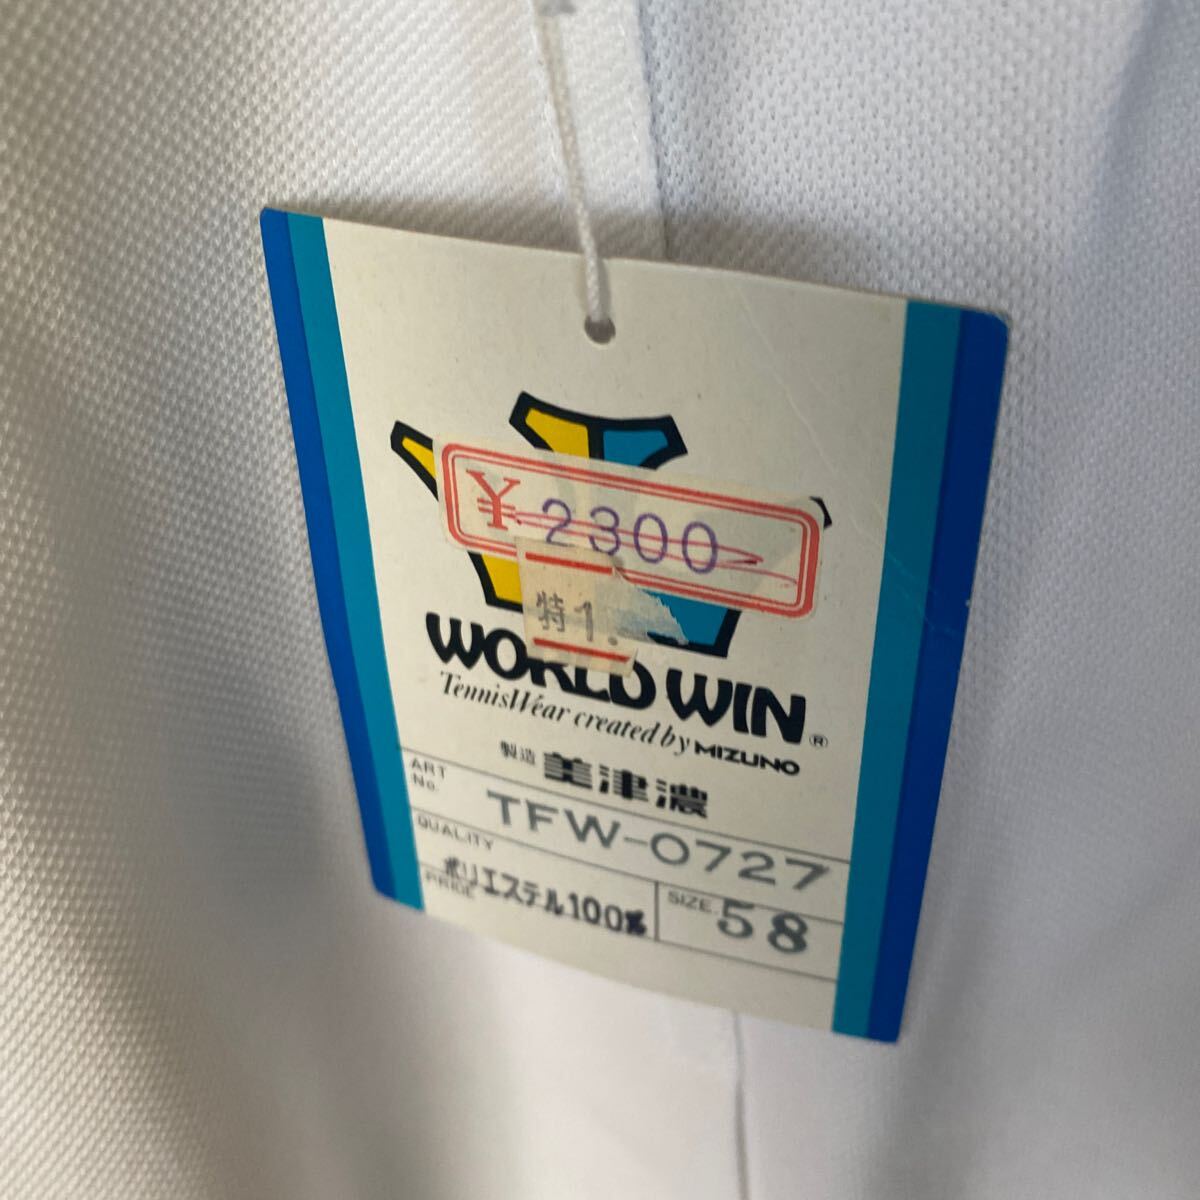 ¥2300
特1.
WORLD WIN ®
TennisWear created by MIZUNO
製造 美津濃
ART No. TFW-0727
QUALITY
ポリエステル100%
PRICE
SIZE 58